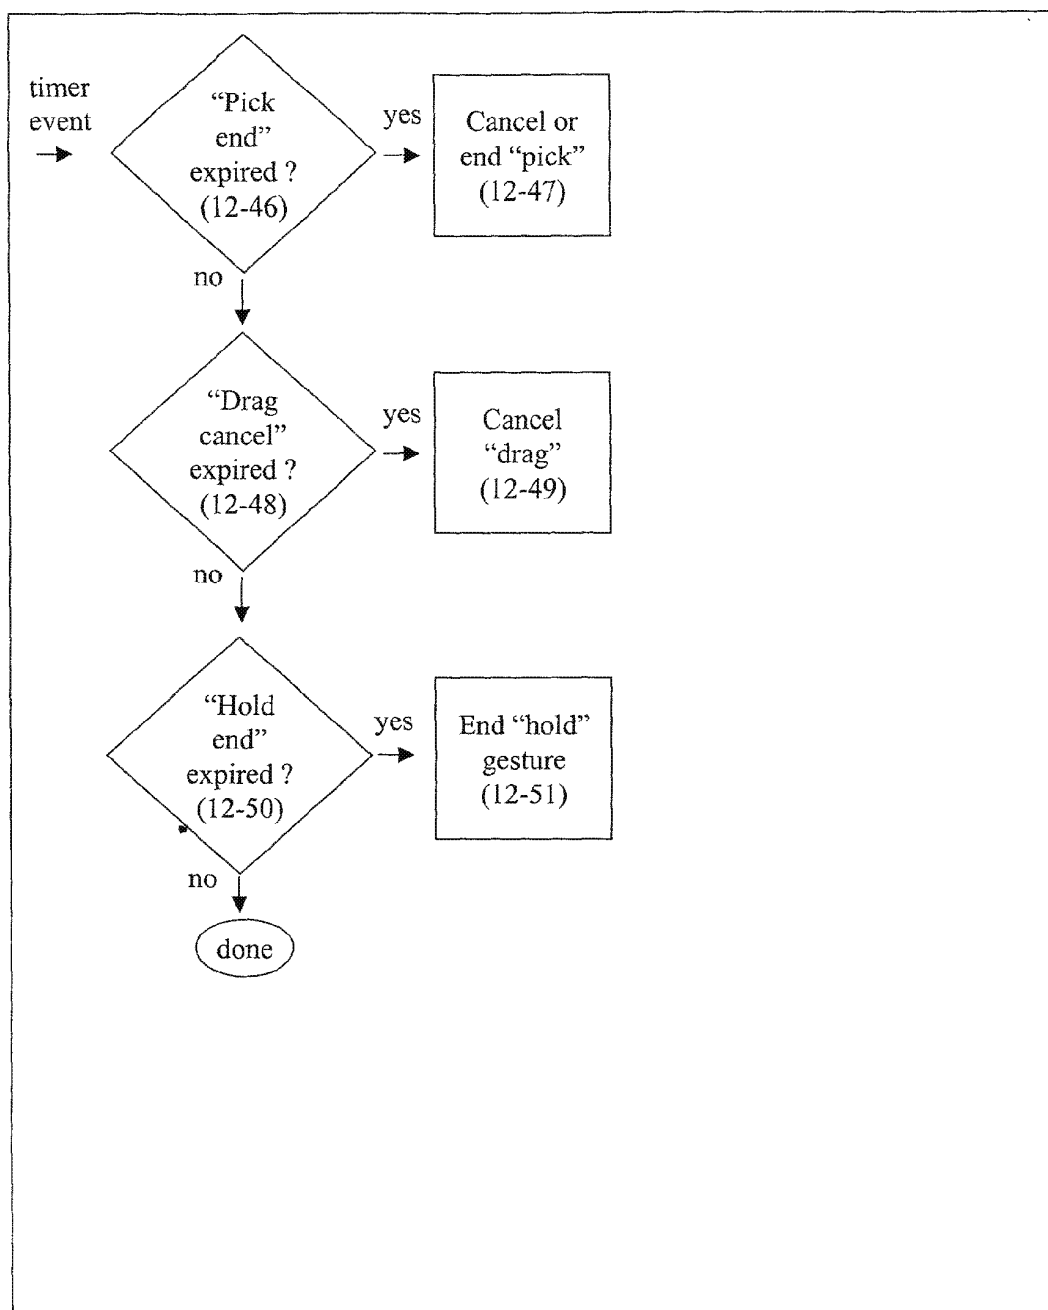 timer
event
“Pick
end”
expired ?
(12-46)
yes
Cancel or
end “pick”
(12-47)
no
“Drag
cancel”
expired ?
(12-48)
yes
Cancel
“drag”
(12-49)
no
“Hold
end”
expired ?
(12-50)
yes
End “hold”
gesture
(12-51)
no
done